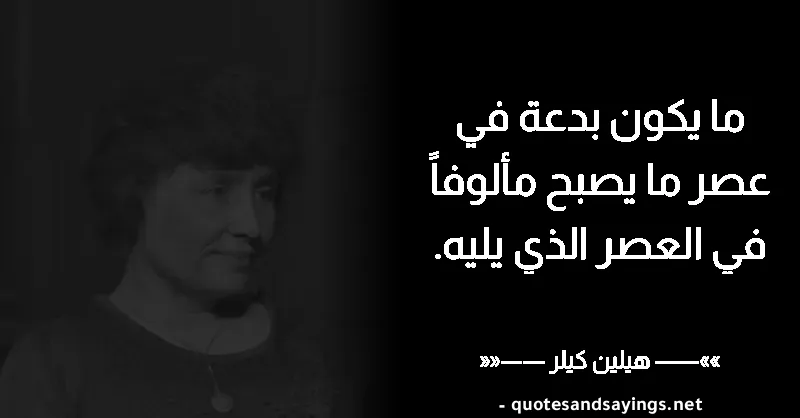 ما يكون بدعة في
عصر ما يصبح مألوفاً
في العصر الذي يليه.
»»——— هيلين كيلر ———««
- quotesandsayings.net